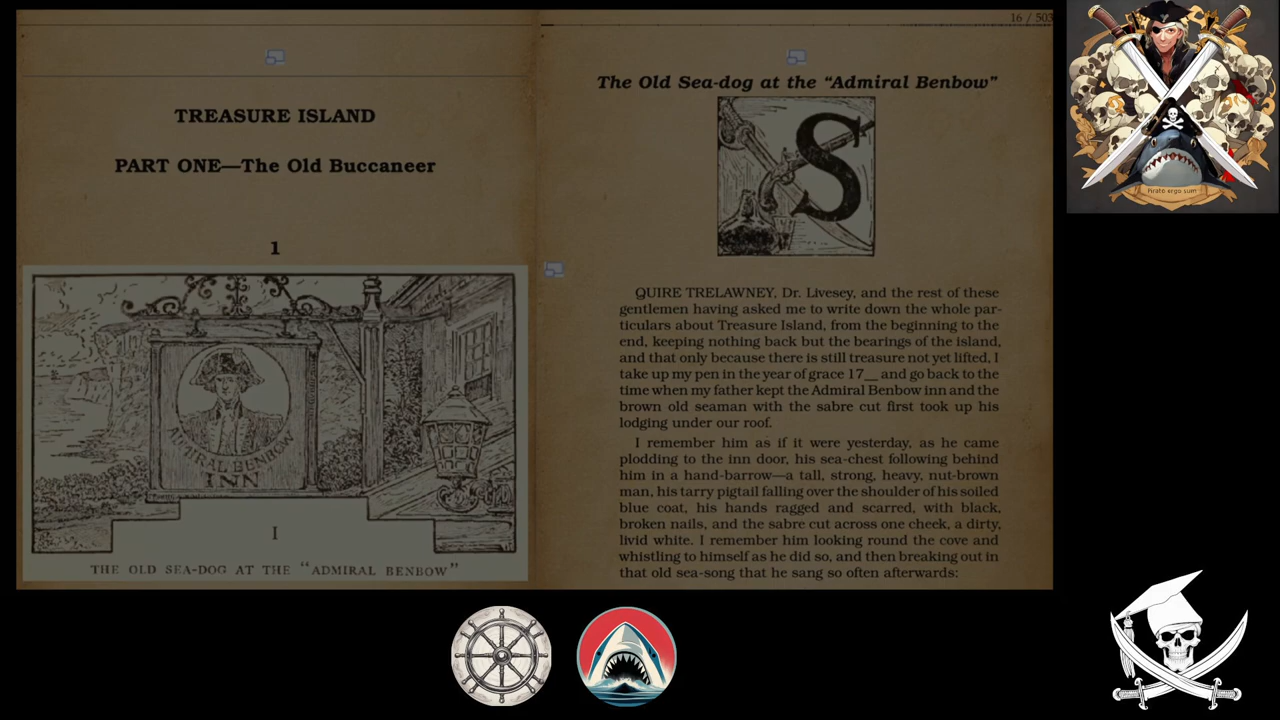 TREASURE ISLAND
PART ONE—The Old Buccaneer
1
ADMIRAL BENBOW
INN
I
THE OLD SEA-DOG AT THE “ADMIRAL BENBOW”
16 / 503
The Old Sea-dog at the “Admiral Benbow”
S
QUIRE TRELAWNEY, Dr. Livesey, and the rest of these
gentlemen having asked me to write down the whole par-
ticulars about Treasure Island, from the beginning to the
end, keeping nothing back but the bearings of the island,
and that only because there is still treasure not yet lifted, I
take up my pen in the year of grace 17__ and go back to the
time when my father kept the Admiral Benbow inn and the
brown old seaman with the sabre cut first took up his
lodging under our roof.
I remember him as if it were yesterday, as he came
plodding to the inn door, his sea-chest following behind
him in a hand-barrow—a tall, strong, heavy, nut-brown
man, his tarry pigtail falling over the shoulder of his soiled
blue coat, his hands ragged and scarred, with black,
broken nails, and the sabre cut across one cheek, a dirty,
livid white. I remember him looking round the cove and
whistling to himself as he did so, and then breaking out in
that old sea-song that he sang so often afterwards:
Pirato ergo sum